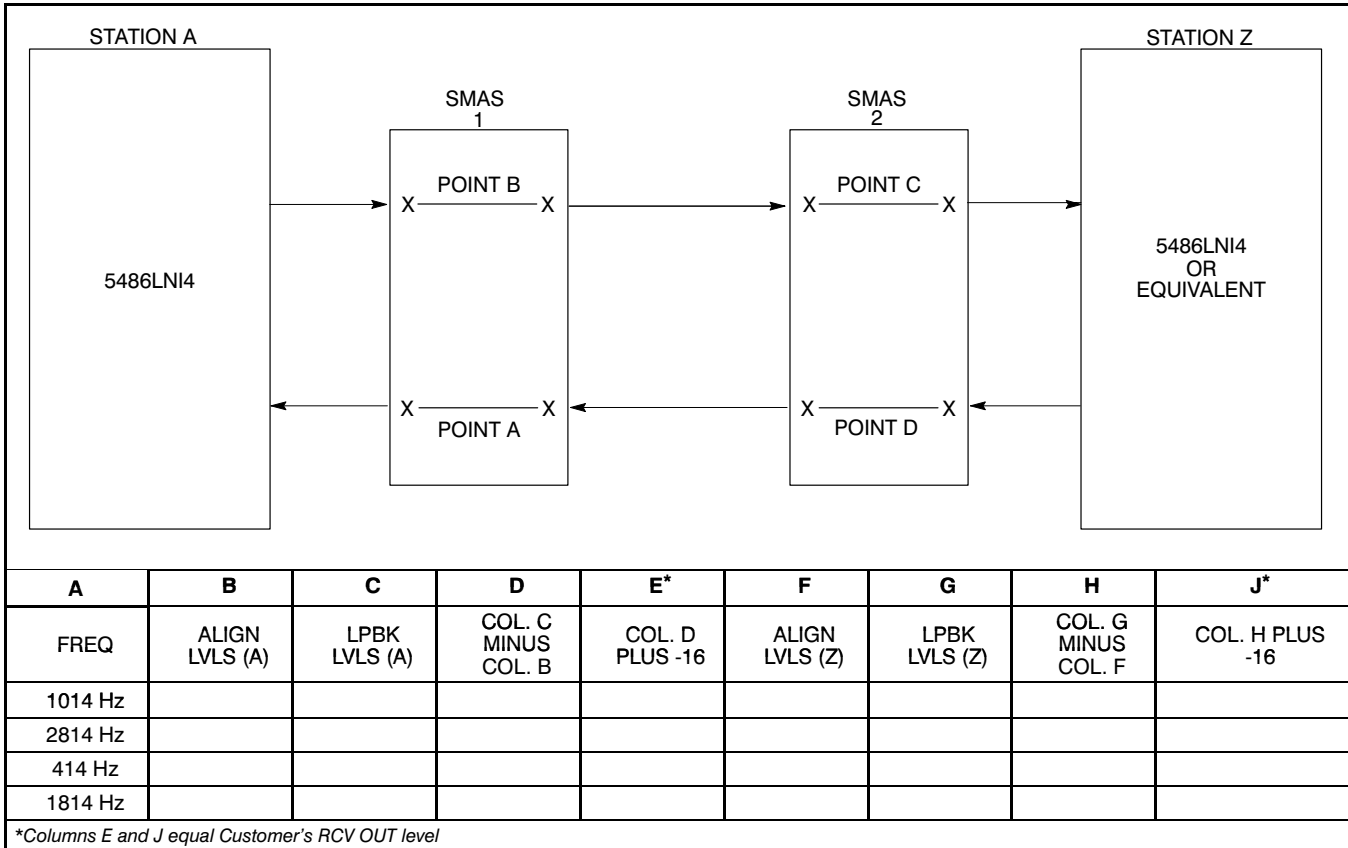 STATION A
STATION Z
SMAS
1
SMAS
2
POINT B
X X
POINT C
X X
5486LNI4
5486LNI4
OR
EQUIVALENT
X X
POINT A
X X
POINT D
A B C D E* F G H J*
FREQ
ALIGN
LVLS (A)
LPBK
LVLS (A)
COL. C
MINUS
COL. B
COL. D
PLUS -16
ALIGN
LVLS (Z)
LPBK
LVLS (Z)
COL. G
MINUS
COL. F
COL. H PLUS
-16
1014 Hz
2814 Hz
414 Hz
1814 Hz
*Columns E and J equal Customer's RCV OUT level